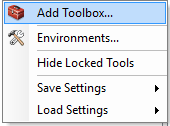 Add Toolbox...
Environments...
Hide Locked Tools
Save Settings
Load Settings